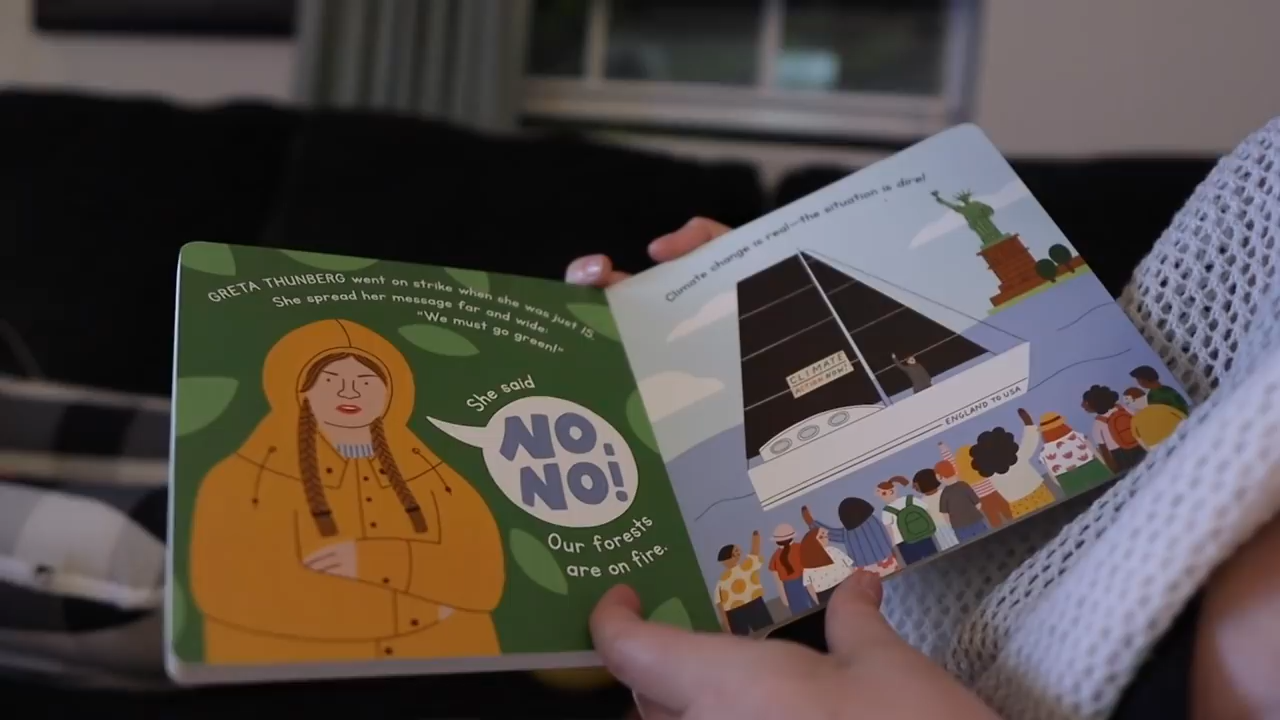 GRETA THUNBERG went on strike when she was just 15.
She spread her message far and wide:
"We must go green!"
She said
NO,
NO!
Our forests
are on fire.
Climate change is real—the situation is dire!
CLIMATE
ACTION NOW!
ENGLAND TO USA